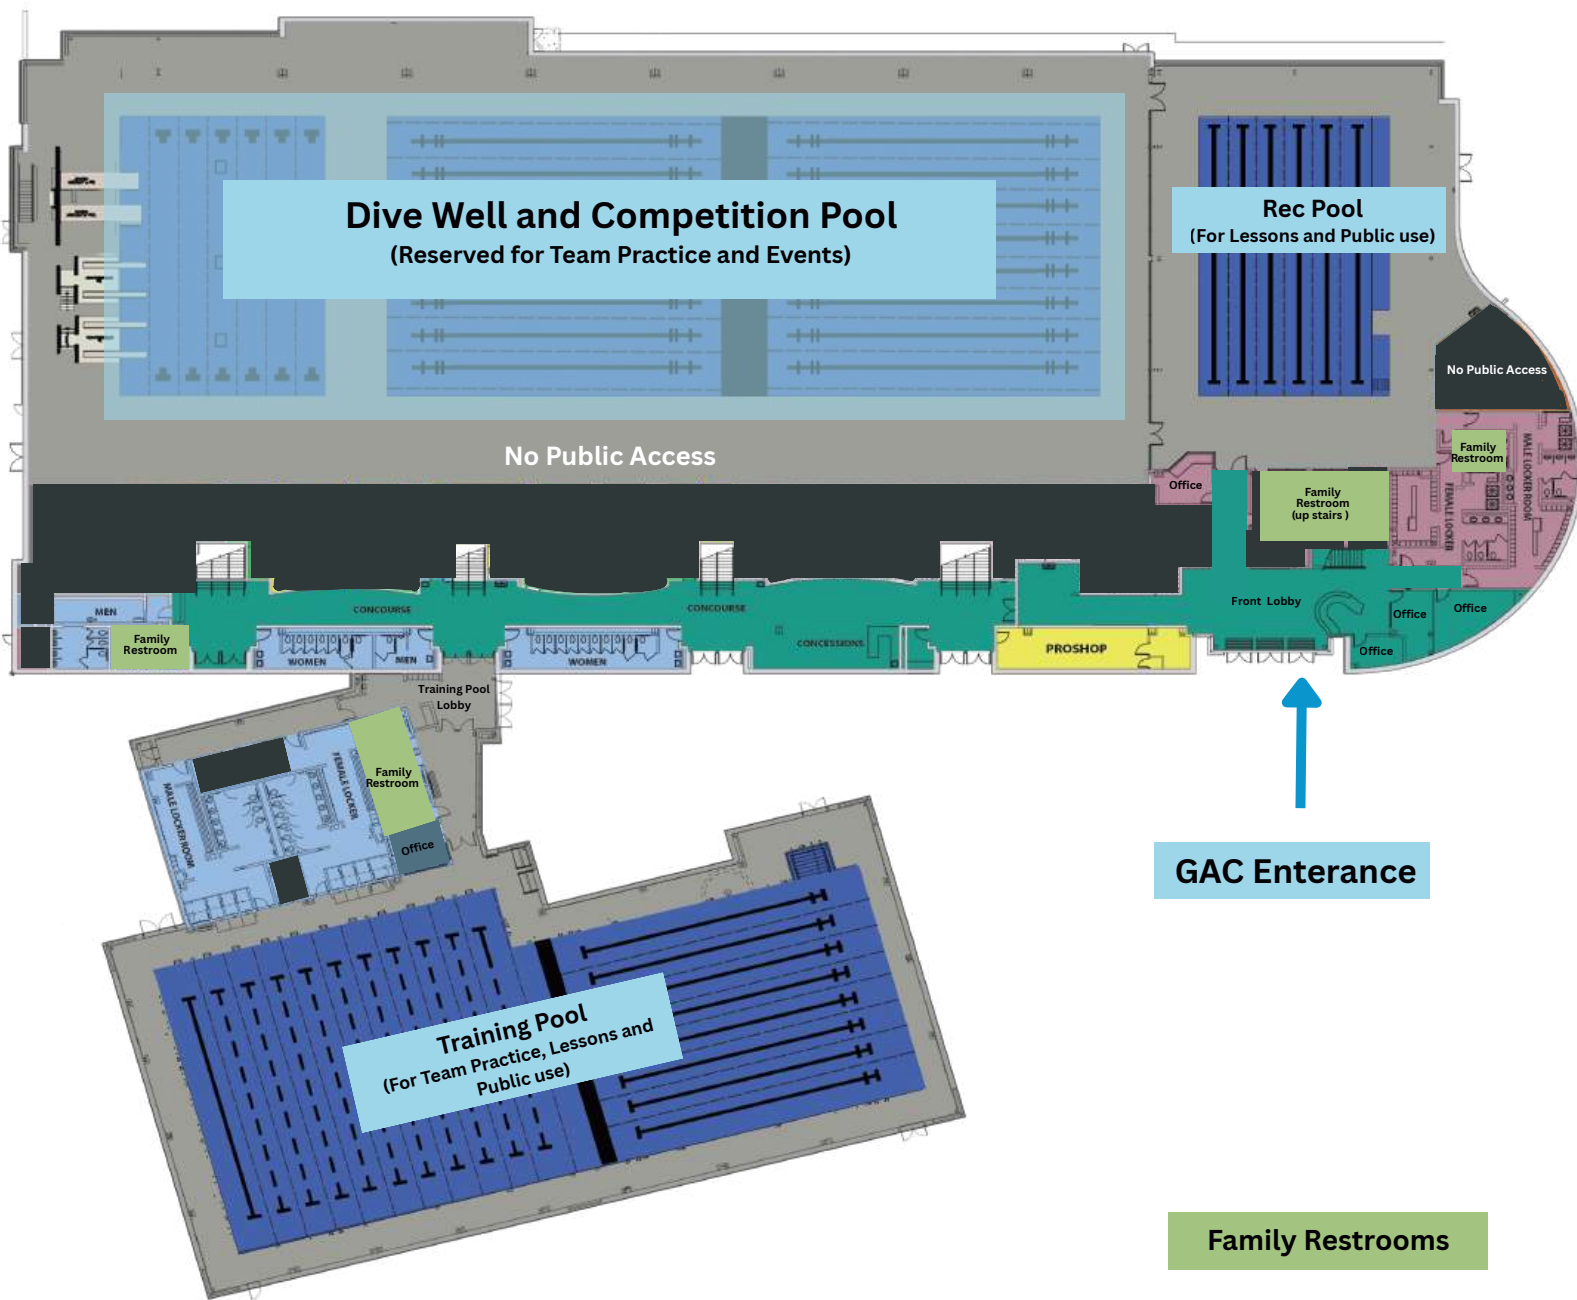 Dive Well and Competition Pool
(Reserved for Team Practice and Events)
Rec Pool
(For Lessons and Public use)
No Public Access
No Public Access
Family
Restroom
MALE LOCKER ROOM
FEMALE LOCKER
Office
Family
Restroom
(up stairs )
MEN
CONCOURSE
CONCOURSE
Front Lobby
Office
Office
Office
Family
Restroom
WOMEN
MEN
WOMEN
CONCESSIONS
PROSHOP
Training Pool
Lobby
MALE LOCKER ROOM
FEMALE LOCKER
Family
Restroom
Office
GAC Enterance
Training Pool
(For Team Practice, Lessons and
Public use)
Family Restrooms